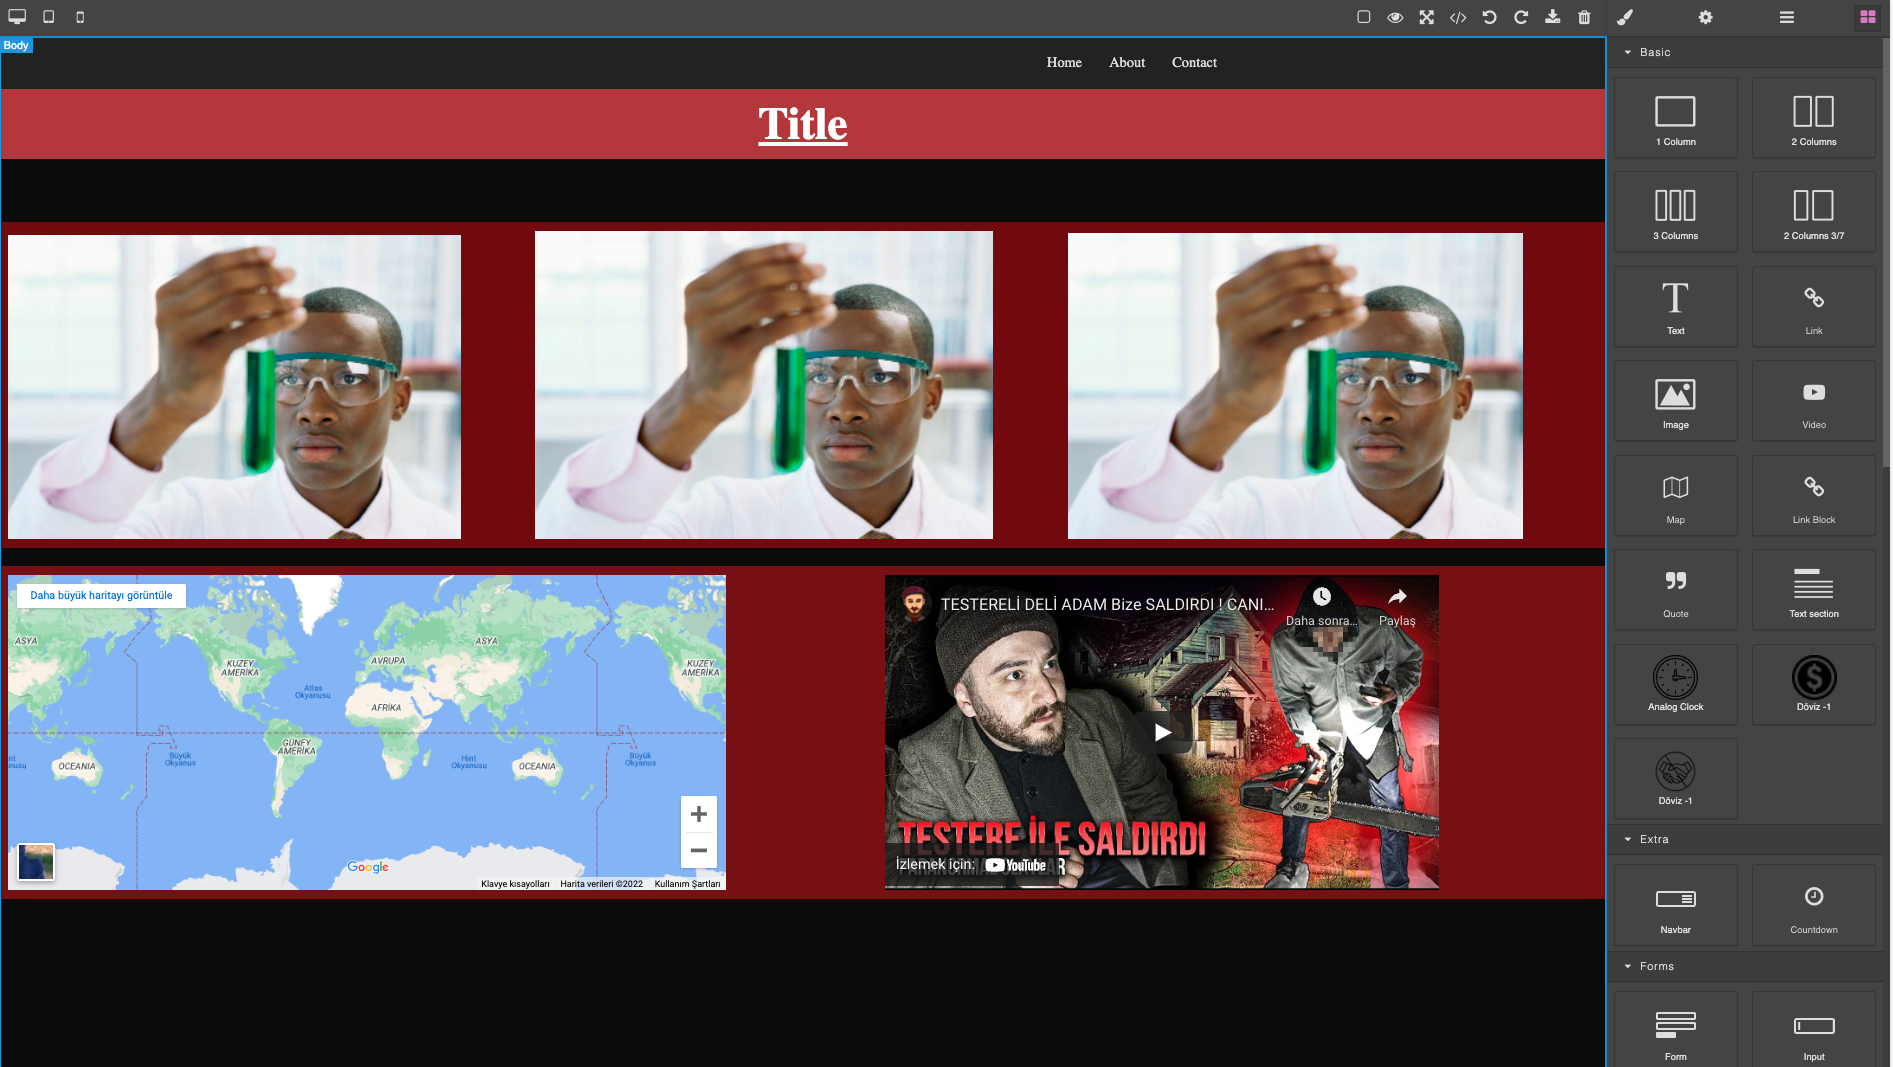 Body
Home About Contact
Title
Daha büyük haritayı görüntüle
ASYA
KUZEY
AMERİKA
Atlas
Okyanusu
AVRUPA
ASYA
KUZEY
AMERİKA
AFRİKA
GÜNEY
AMERİKA
OCEANIA
Büyük
Okyanus
Hint
Okyanusu
OCEANIA
Büyük
Okyanus
Google
Klavye kısayolları Harita verileri ©2022 Kullanım Şartları
TESTERELİ DELİ ADAM Bize SALDIRDI ! CANI...
Daha sonra... Paylaş
TESTERE İLE SALDIRDI
İzlemek için: YouTube
Basic
1 Column
2 Columns
3 Columns
2 Columns 3/7
Text
Link
Image
Video
Map
Link Block
Quote
Text section
Analog Clock
Döviz -1
Döviz -1
Extra
Navbar
Countdown
Forms
Form
Input